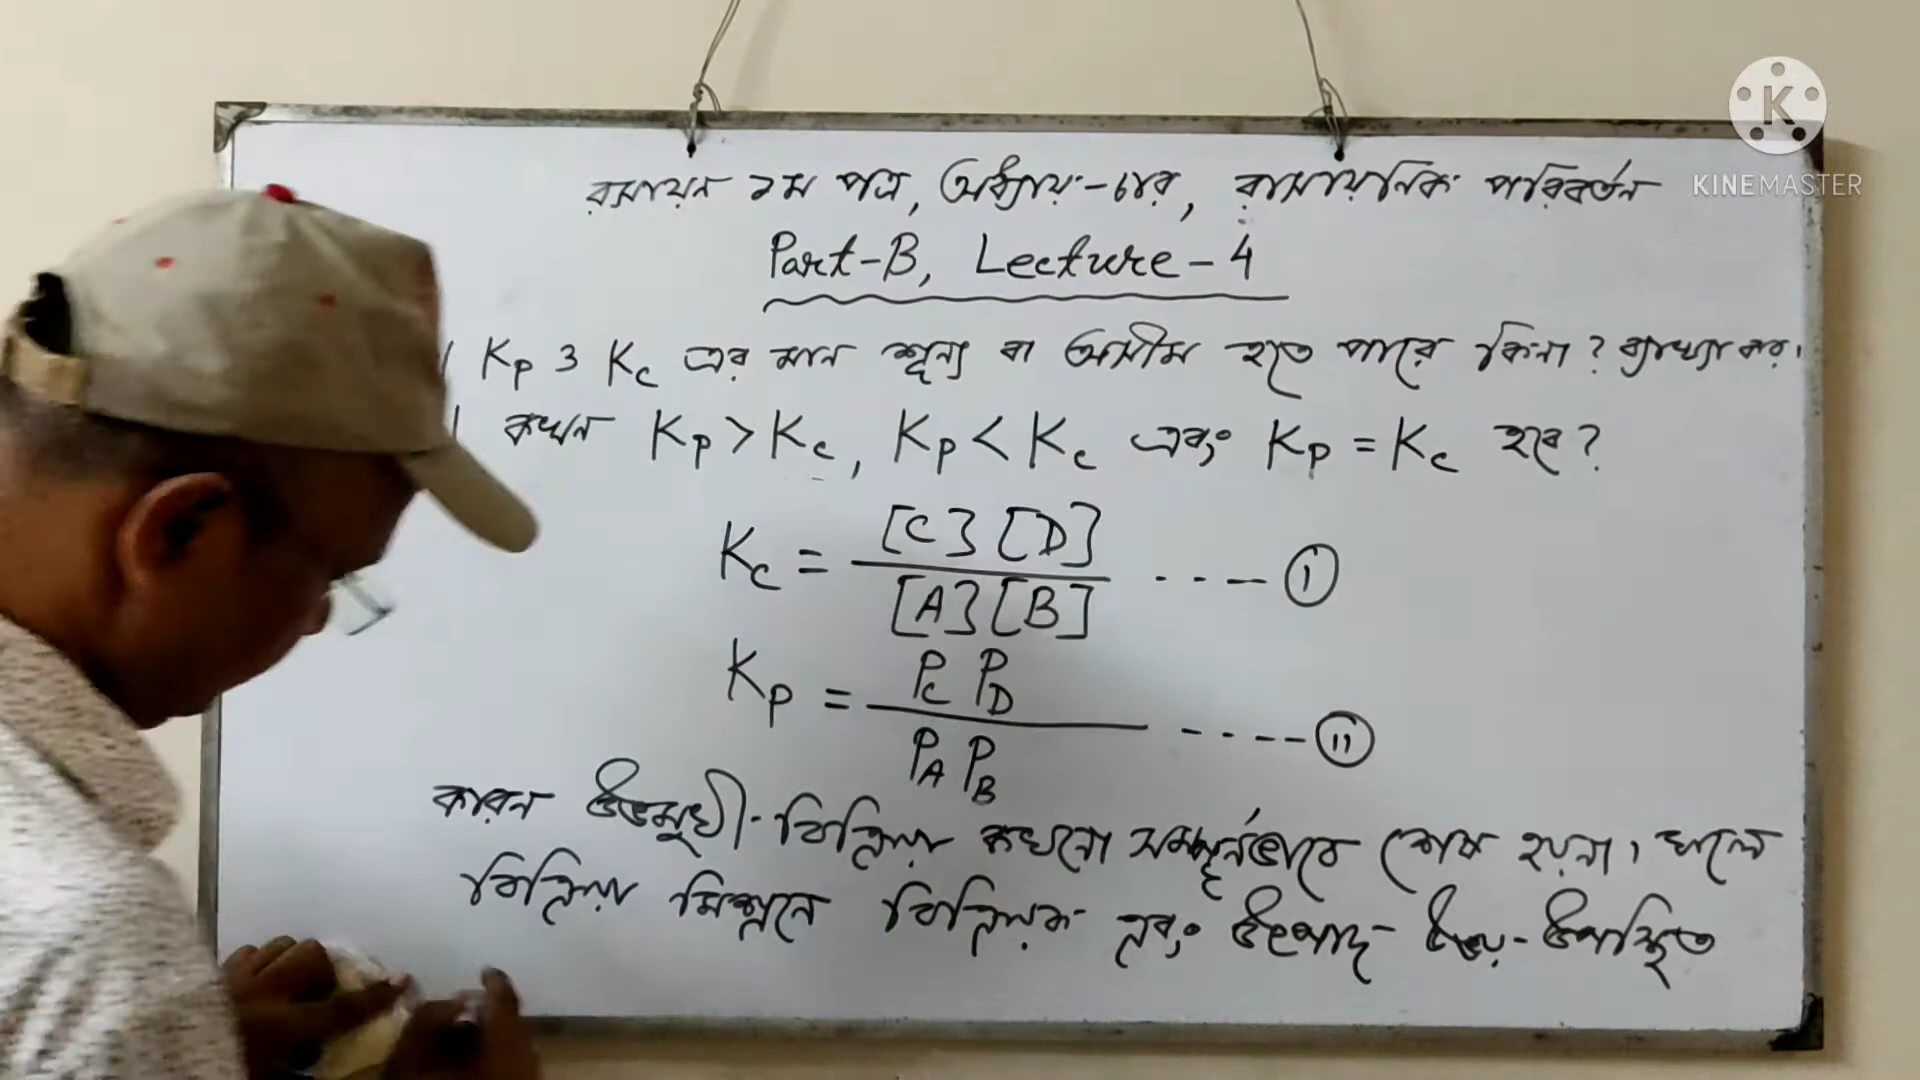 রসায়ন ১ম পত্র, অধ্যায়-৪র্থ, রাসায়নিক পরিবর্তন
Part-B, Lecture-4
| Kp ও Kc এর মান শূন্য বা অসীম হতে পারে কিনা? ব্যাখ্যা কর।
| কখন Kp > Kc, Kp < Kc এবং Kp = Kc হবে?
Kc = [C][D] / [A][B] ---- (i)
Kp = PC PD / PA PB ----- (ii)
কারন উভমুখী বিক্রিয়া কখনো সম্পূর্নভাবে শেষ হয়না। ফলে
বিক্রিয়া মিশ্রনে বিক্রিয়ক এবং উৎপাদ উভয় উপস্থিত
K
KINEMASTER